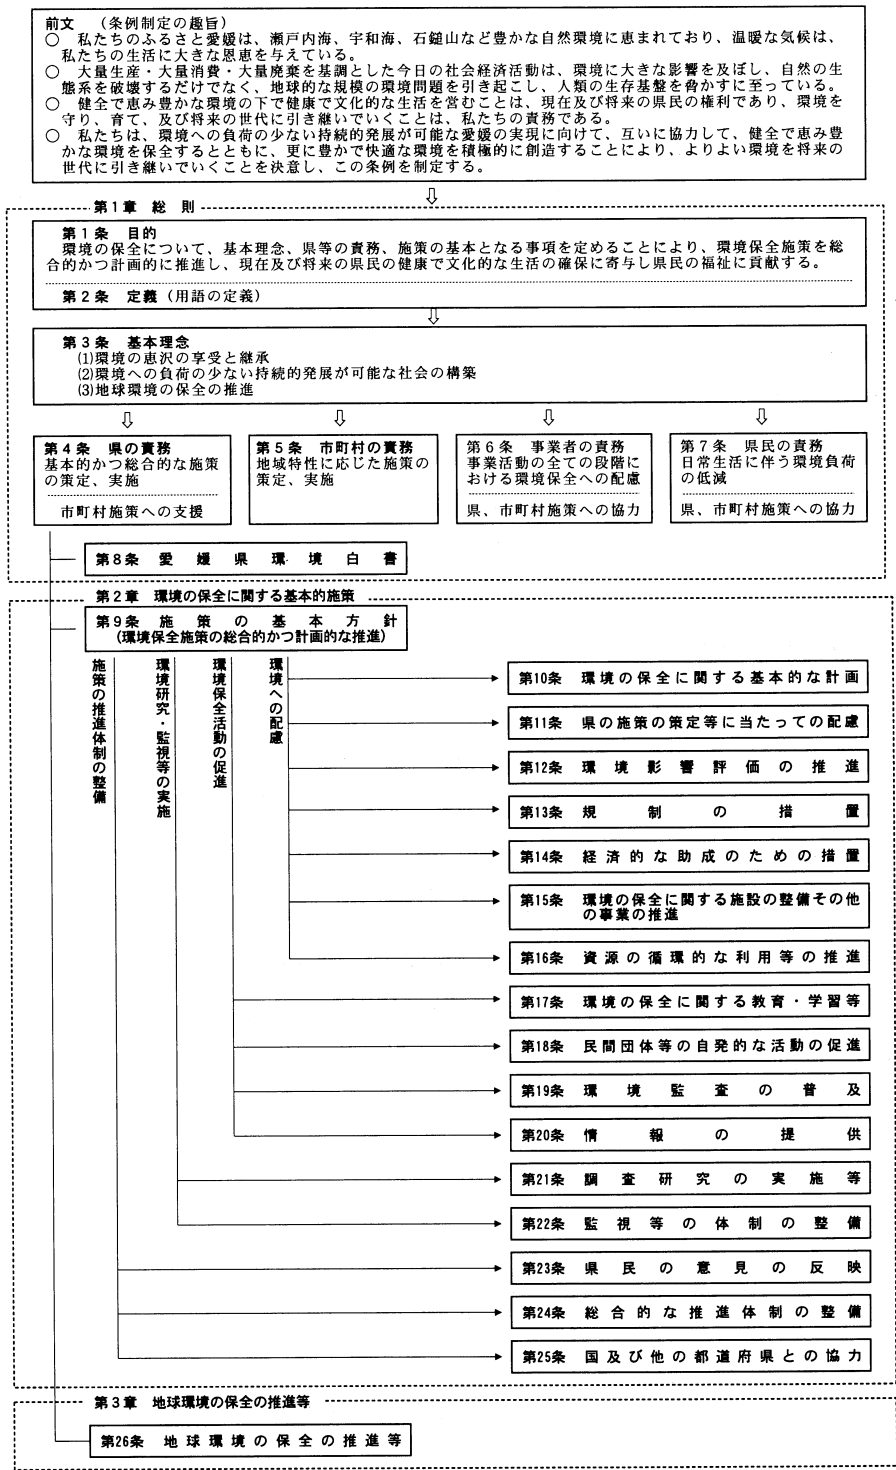 前文　（条例制定の趣旨）
○　私たちのふるさと愛媛は、瀬戸内海、宇和海、石鎚山など豊かな自然環境に恵まれており、温暖な気候は、
私たちの生活に大きな恩恵を与えている。
○　大量生産・大量消費・大量廃棄を基調とした今日の社会経済活動は、環境に大きな影響を及ぼし、自然の生
態系を破壊するだけでなく、地球的な規模の環境問題を引き起こし、人類の生存基盤を脅かすに至っている。
○　健全で恵み豊かな環境の下で健康で文化的な生活を営むことは、現在及び将来の県民の権利であり、環境を
守り、育て、及び将来の世代に引き継いでいくことは、私たちの責務である。
○　私たちは、環境への負荷の少ない持続的発展が可能な愛媛の実現に向けて、互いに協力して、健全で恵み豊
かな環境を保全するとともに、更に豊かで快適な環境を積極的に創造することにより、よりよい環境を将来の
世代に引き継いでいくことを決意し、この条例を制定する。
第1章 総　則
第1条　目的
環境の保全について、基本理念、県等の責務、施策の基本となる事項を定めることにより、環境保全施策を総
合的かつ計画的に推進し、現在及び将来の県民の健康で文化的な生活の確保に寄与し県民の福祉に貢献する。
第2条　定義（用語の定義）
第3条　基本理念
(1)環境の恵沢の享受と継承
(2)環境への負荷の少ない持続的発展が可能な社会の構築
(3)地球環境の保全の推進
第4条　県の責務
基本的かつ総合的な施策
の策定、実施
市町村施策への支援
第5条　市町村の責務
地域特性に応じた施策の
策定、実施
第6条　事業者の責務
事業活動の全ての段階に
おける環境保全への配慮
県、市町村施策への協力
第7条　県民の責務
日常生活に伴う環境負荷
の低減
県、市町村施策への協力
第8条　愛媛県環境白書
第2章　環境の保全に関する基本的施策
第9条　施策の基本方針
(環境保全施策の総合的かつ計画的な推進)
施策の推進体制の整備
環境研究・監視等の実施
環境保全活動の促進
環境への配慮
第10条　環境の保全に関する基本的な計画
第11条　県の施策の策定等に当たっての配慮
第12条　環境影響評価の推進
第13条　規制の措置
第14条　経済的な助成のための措置
第15条　環境の保全に関する施設の整備その他
の事業の推進
第16条　資源の循環的な利用等の推進
第17条　環境の保全に関する教育・学習等
第18条　民間団体等の自発的な活動の促進
第19条　環境監査の普及
第20条　情報の提供
第21条　調査研究の実施等
第22条　監視等の体制の整備
第23条　県民の意見の反映
第24条　総合的な推進体制の整備
第25条　国及び他の都道府県との協力
第3章　地球環境の保全の推進等
第26条　地球環境の保全の推進等